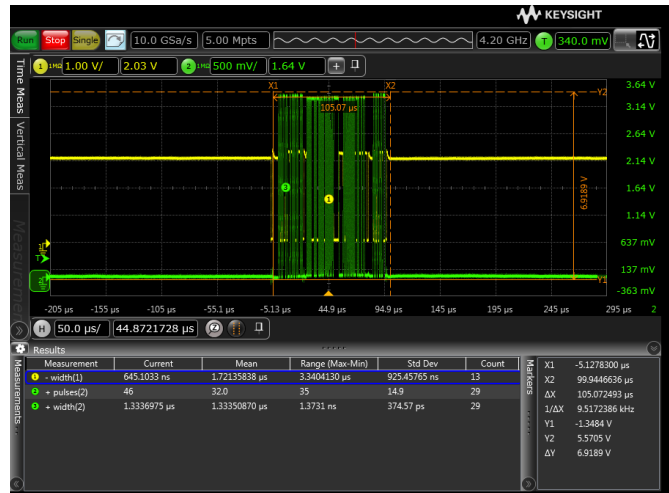 KEYSIGHT
Run Stop Single 10.0 GSa/s 5.00 Mpts 4.20 GHz T 340.0 mV
1 1MΩ 1.00 V/ 2.03 V 2 1MΩ 500 mV/ 1.64 V +
Time Meas
Vertical Meas
Measurements
X1 X2
Y2
105.07 µs
6.9189 V
3
1
Y1
T
3.64 V
3.14 V
2.64 V
2.14 V
1.64 V
1.14 V
637 mV
137 mV
-363 mV
-205 µs -155 µs -105 µs -55.1 µs -5.13 µs 44.9 µs 94.9 µs 145 µs 195 µs 245 µs 295 µs 2
H 50.0 µs/ 44.8721728 µs
Results
Measurements
Measurement Current Mean Range (Max-Min) Std Dev Count
- width(1) 645.1033 ns 1.72135838 µs 3.3404130 µs 925.45765 ns 13
+ pulses(2) 46 32.0 35 14.9 29
+ width(2) 1.3336975 µs 1.33350870 µs 1.3731 ns 374.57 ps 29
Markers
X1 -5.1278300 µs
X2 99.9446636 µs
ΔX 105.072493 µs
1/ΔX 9.5172386 kHz
Y1 -1.3484 V
Y2 5.5705 V
ΔY 6.9189 V